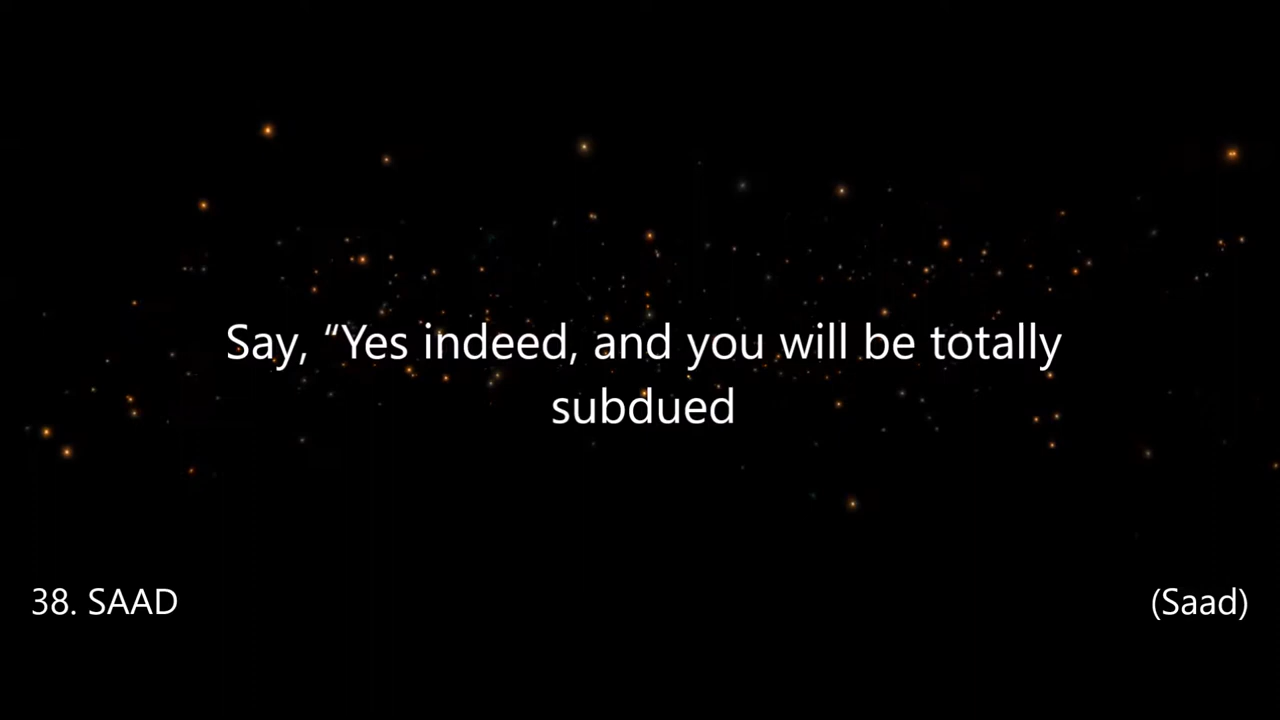 Say, “Yes indeed, and you will be totally
subdued
38. SAAD
(Saad)